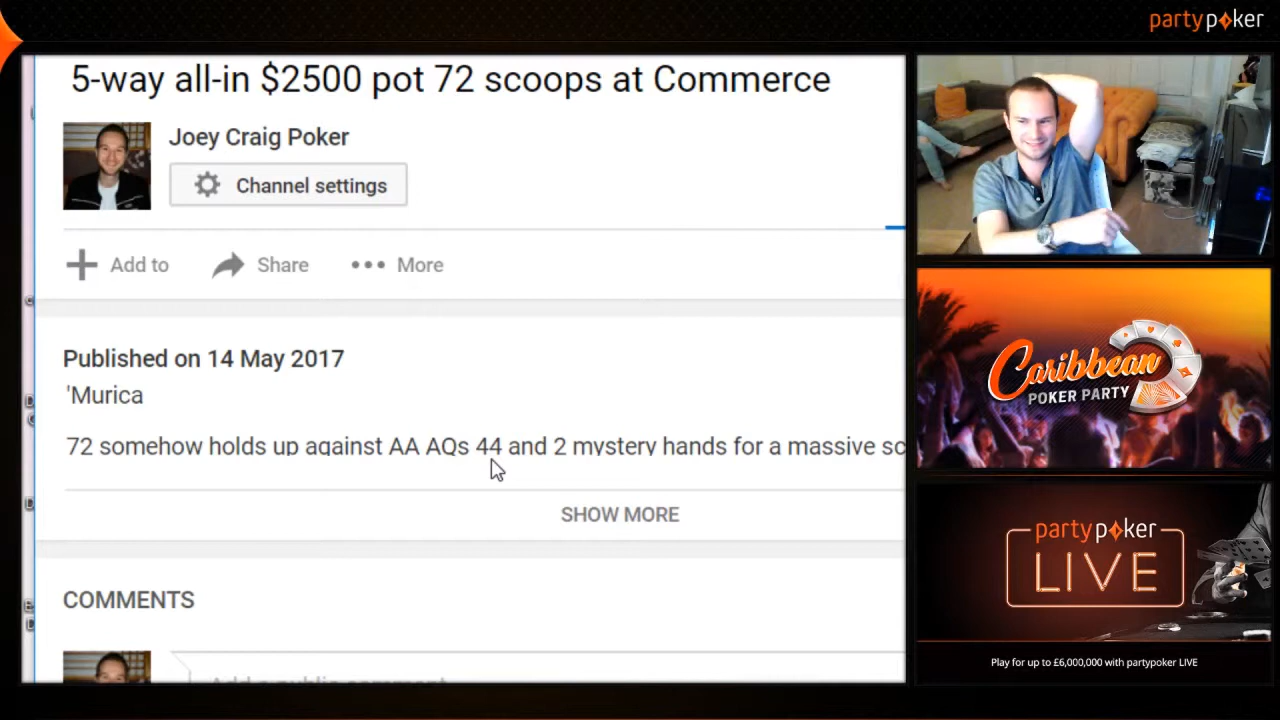 partypoker
5-way all-in $2500 pot 72 scoops at Commerce
Joey Craig Poker
Channel settings
Add to
Share
More
Published on 14 May 2017
'Murica
72 somehow holds up against AA AQs 44 and 2 mystery hands for a massive sc
SHOW MORE
COMMENTS
Add a public comment
Caribbean
POKER PARTY
partypoker
LIVE
Play for up to £6,000,000 with partypoker LIVE